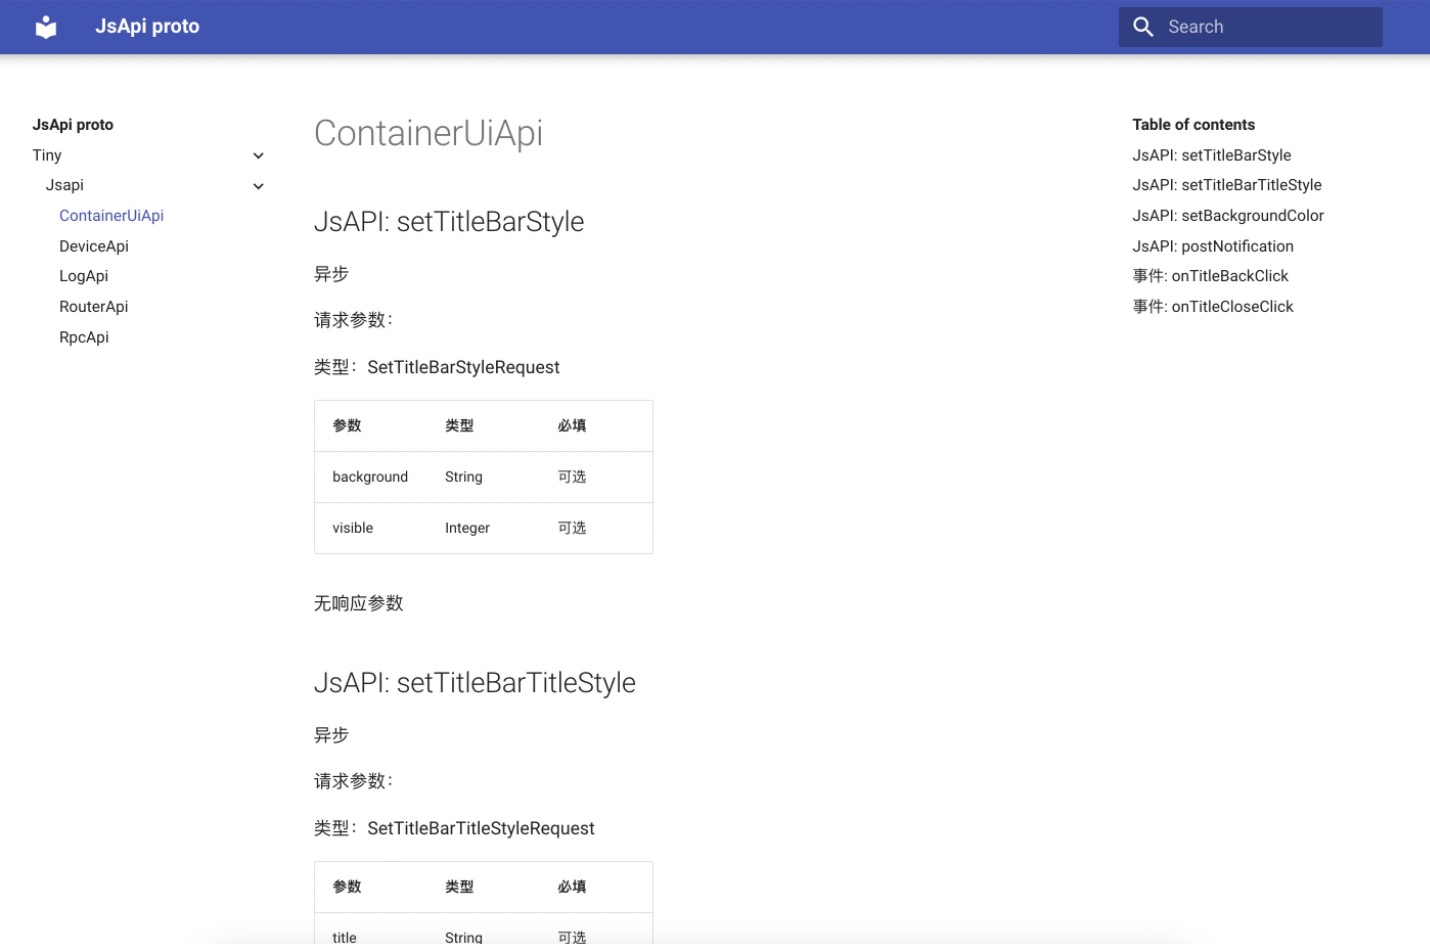 JsApi proto
Search
JsApi proto
Tiny
Jsapi
ContainerUiApi
DeviceApi
LogApi
RouterApi
RpcApi
ContainerUiApi
JsAPI: setTitleBarStyle
异步
请求参数：
类型：SetTitleBarStyleRequest
参数 类型 必填
background String 可选
visible Integer 可选
无响应参数
JsAPI: setTitleBarTitleStyle
异步
请求参数：
类型：SetTitleBarTitleStyleRequest
参数 类型 必填
title String 可选
Table of contents
JsAPI: setTitleBarStyle
JsAPI: setTitleBarTitleStyle
JsAPI: setBackgroundColor
JsAPI: postNotification
事件: onTitleBackClick
事件: onTitleCloseClick